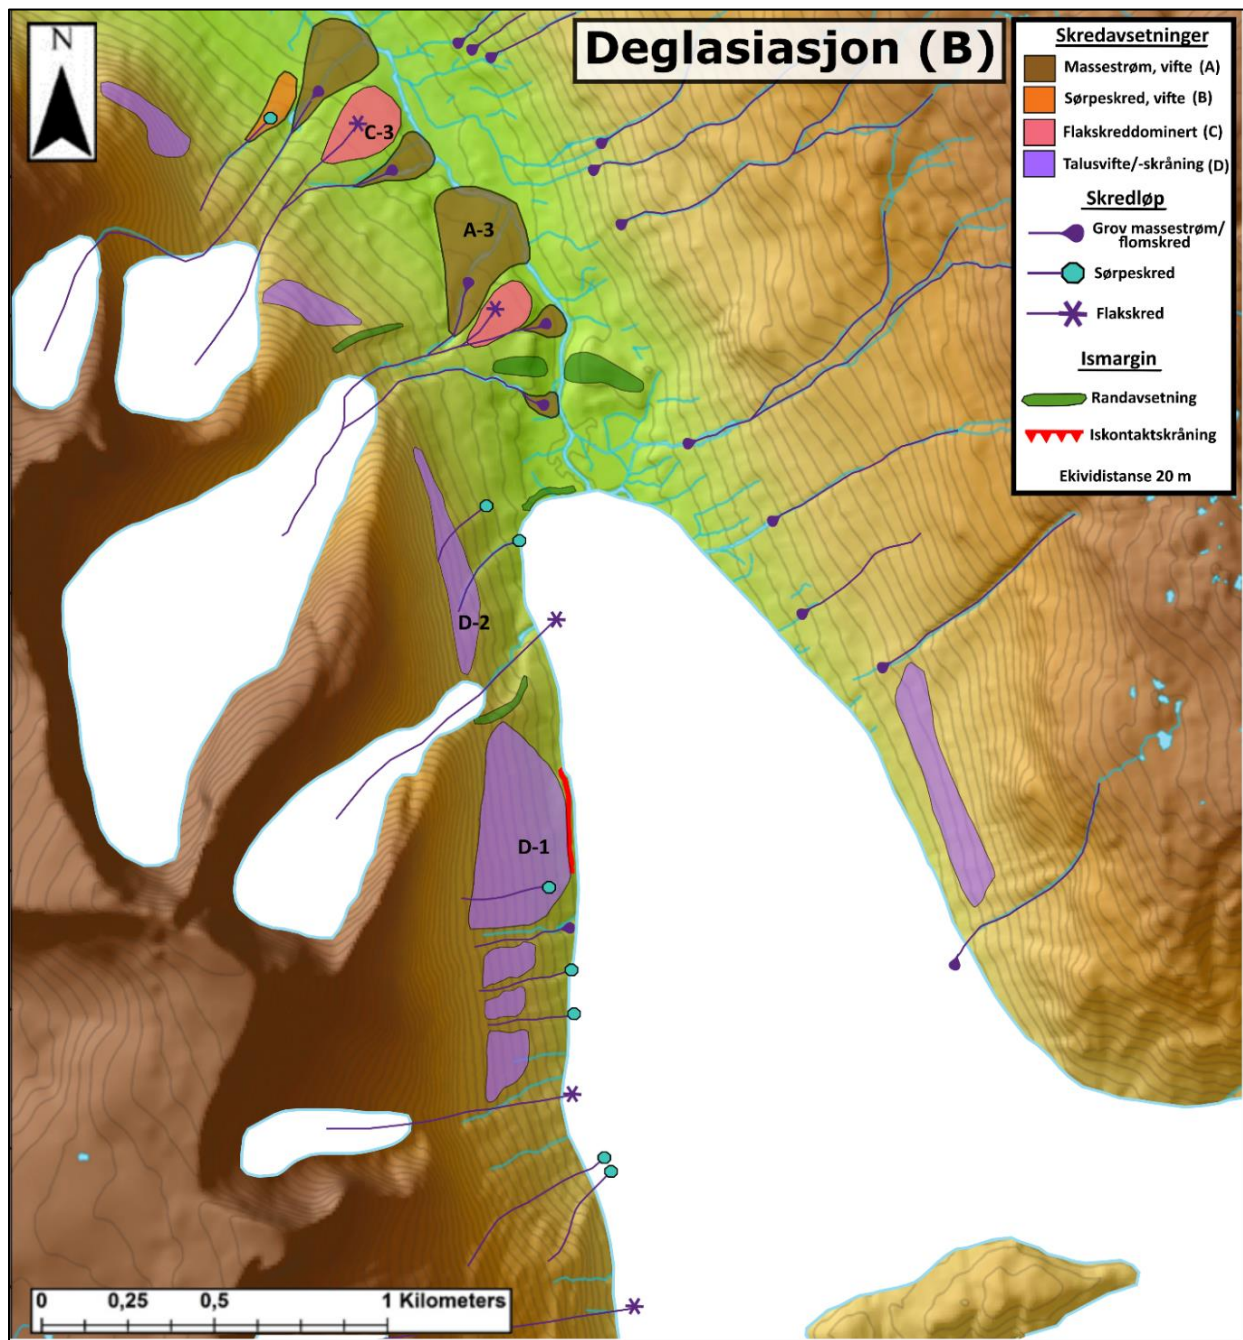 N
Deglasiasjon (B)
Skredavsetninger
Massestrøm, vifte (A)
Sørpeskred, vifte (B)
Flakskreddominert (C)
Talusvifte/-skråning (D)
Skredløp
Grov massestrøm/
flomskred
Sørpeskred
Flakskred
Ismargin
Randavsetning
Iskontaktskråning
Ekividistanse 20 m
C-3
A-3
D-2
D-1
0 0,25 0,5 1 Kilometers